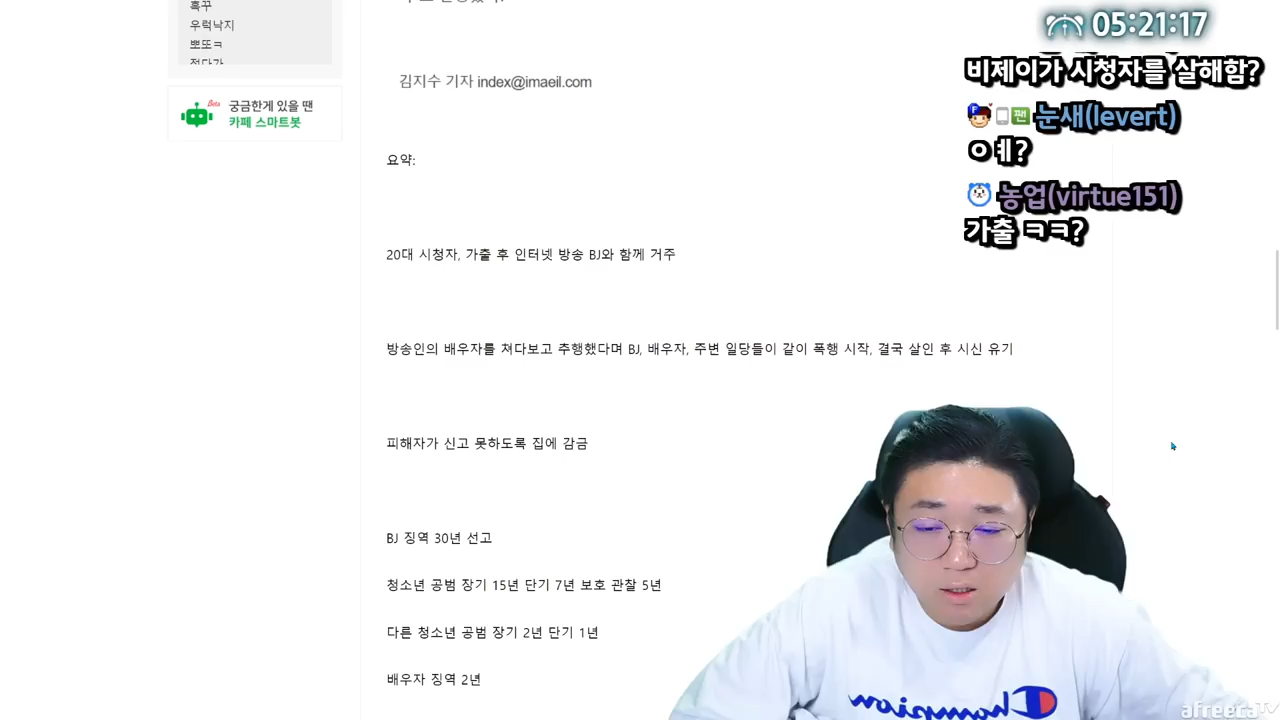 흑꾸
우럭낙지
뽀또ㅋ
Beta
궁금한게 있을 땐
카페 스마트봇
김지수 기자 index@imaeil.com
요약:
20대 시청자, 가출 후 인터넷 방송 BJ와 함께 거주
방송인의 배우자를 쳐다보고 추행했다며 BJ, 배우자, 주변 일당들이 같이 폭행 시작, 결국 살인 후 시신 유기
피해자가 신고 못하도록 집에 감금
BJ 징역 30년 선고
청소년 공범 장기 15년 단기 7년 보호 관찰 5년
다른 청소년 공범 장기 2년 단기 1년
배우자 징역 2년
05:21:17
비제이가 시청자를 살해함?
F 팬 눈새(levert)
ㅇ예?
농업(virtue151)
가출 ㅋㅋ?
Champion
afreecaTV